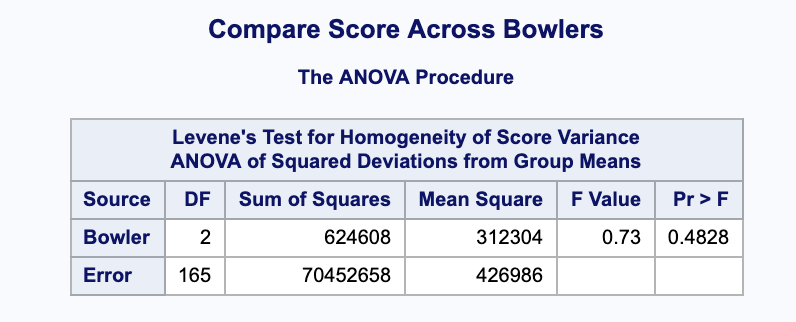 Compare Score Across Bowlers
The ANOVA Procedure
Levene's Test for Homogeneity of Score Variance
ANOVA of Squared Deviations from Group Means
Source DF Sum of Squares Mean Square F Value Pr > F
Bowler 2 624608 312304 0.73 0.4828
Error 165 70452658 426986